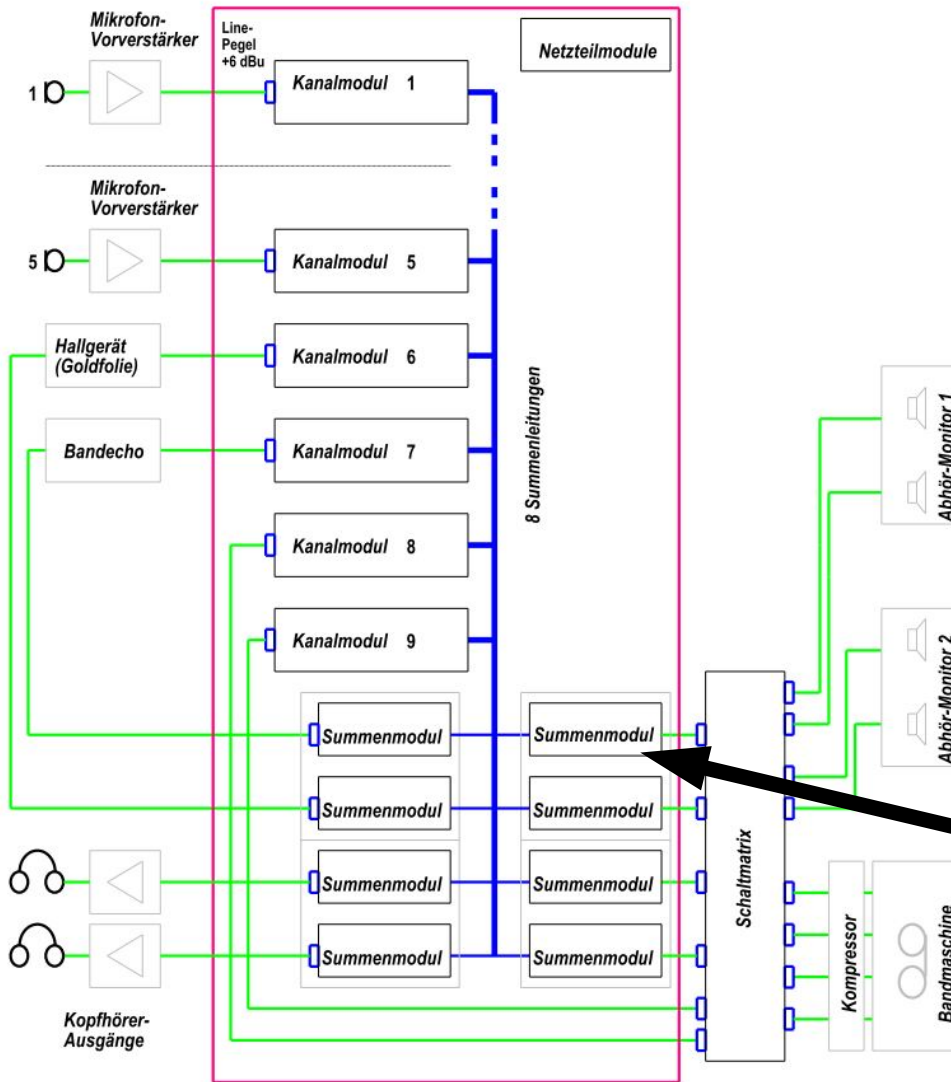 Mikrofon-
Vorverstärker
Line-
Pegel
+6 dBu
Netzteilmodule
1
Kanalmodul 1
Mikrofon-
Vorverstärker
5
Kanalmodul 5
Hallgerät
(Goldfolie)
Kanalmodul 6
Bandecho
Kanalmodul 7
8 Summenleitungen
Abhör-Monitor 1
Kanalmodul 8
Kanalmodul 9
Abhör-Monitor 2
Summenmodul
Summenmodul
Summenmodul
Summenmodul
Summenmodul
Summenmodul
Summenmodul
Summenmodul
Schaltmatrix
Kompressor
Bandmaschine
Kopfhörer-
Ausgänge